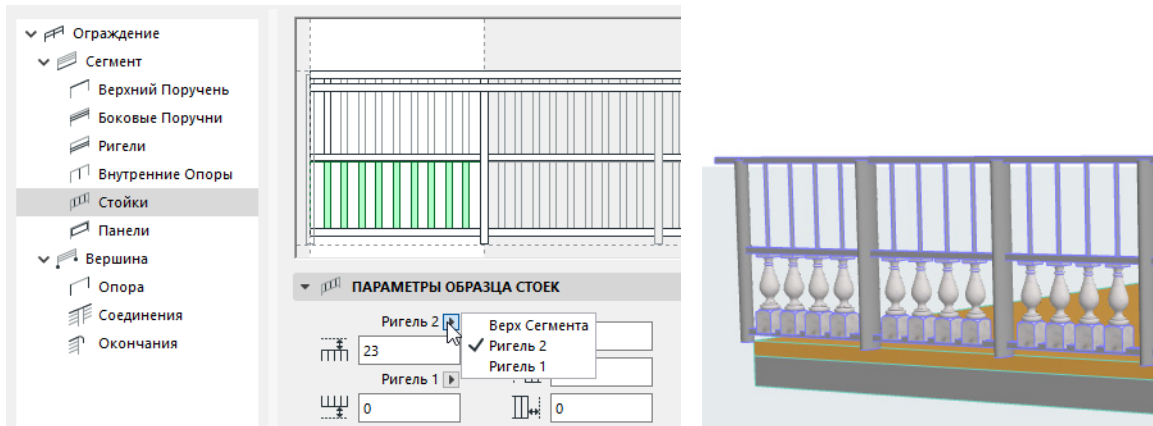 Ограждение
Сегмент
Верхний Поручень
Боковые Поручни
Ригели
Внутренние Опоры
Стойки
Панели
Вершина
Опора
Соединения
Окончания
ПАРАМЕТРЫ ОБРАЗЦА СТОЕК
Ригель 2
Верх Сегмента
Ригель 2
Ригель 1
23
Ригель 1
0
0